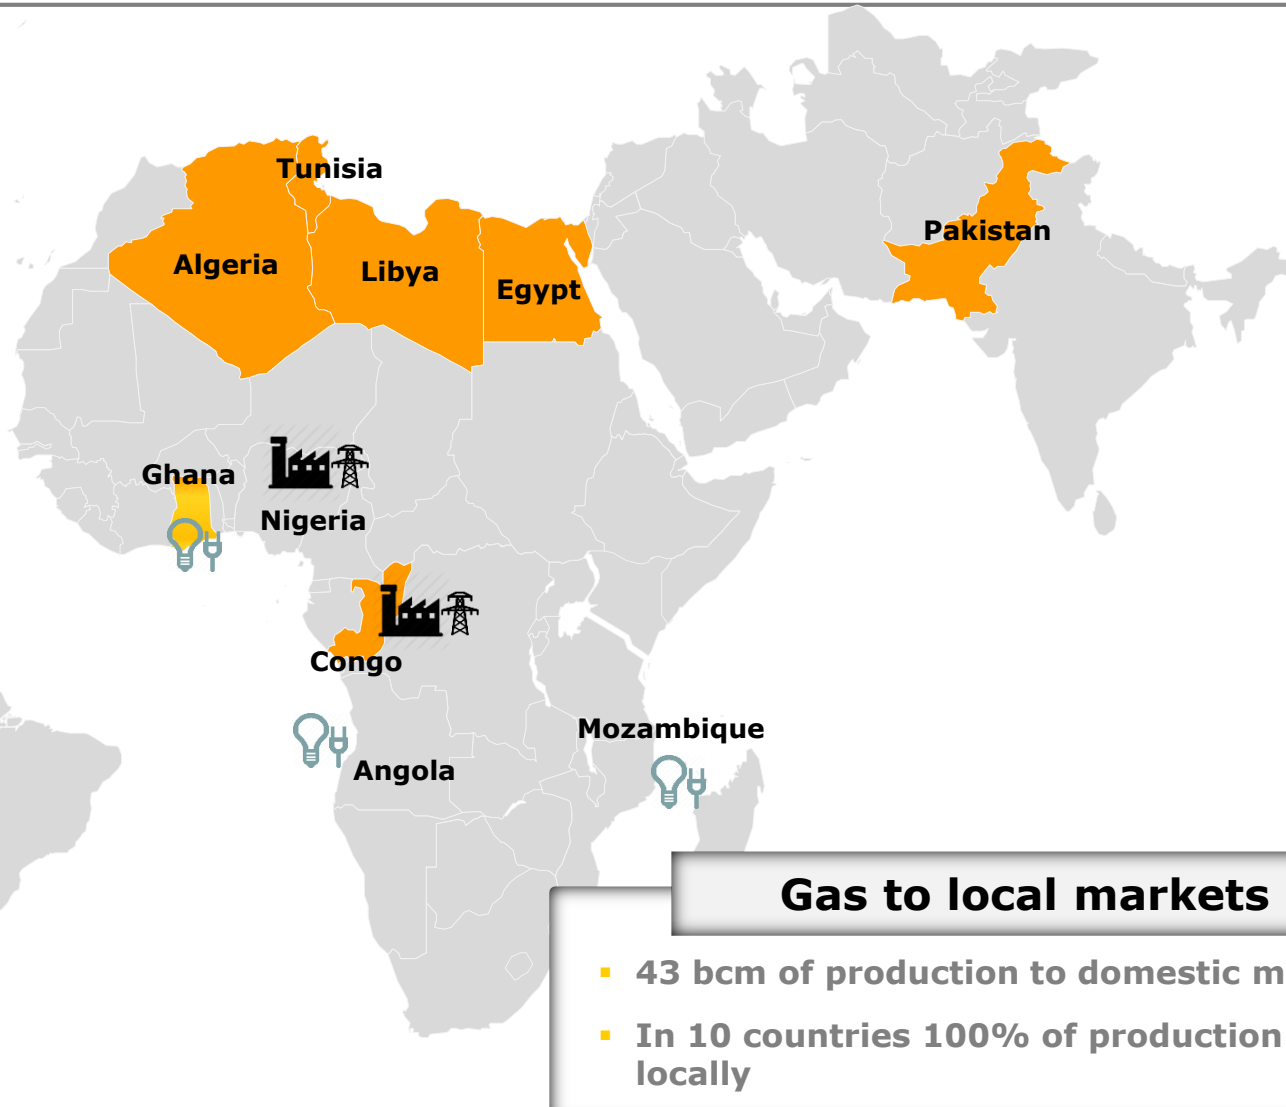 Tunisia
Pakistan
Algeria
Libya
Egypt
Ghana
Nigeria
Congo
Mozambique
Angola
Gas to local markets
43 bcm of production to domestic
In 10 countries 100% of production
locally